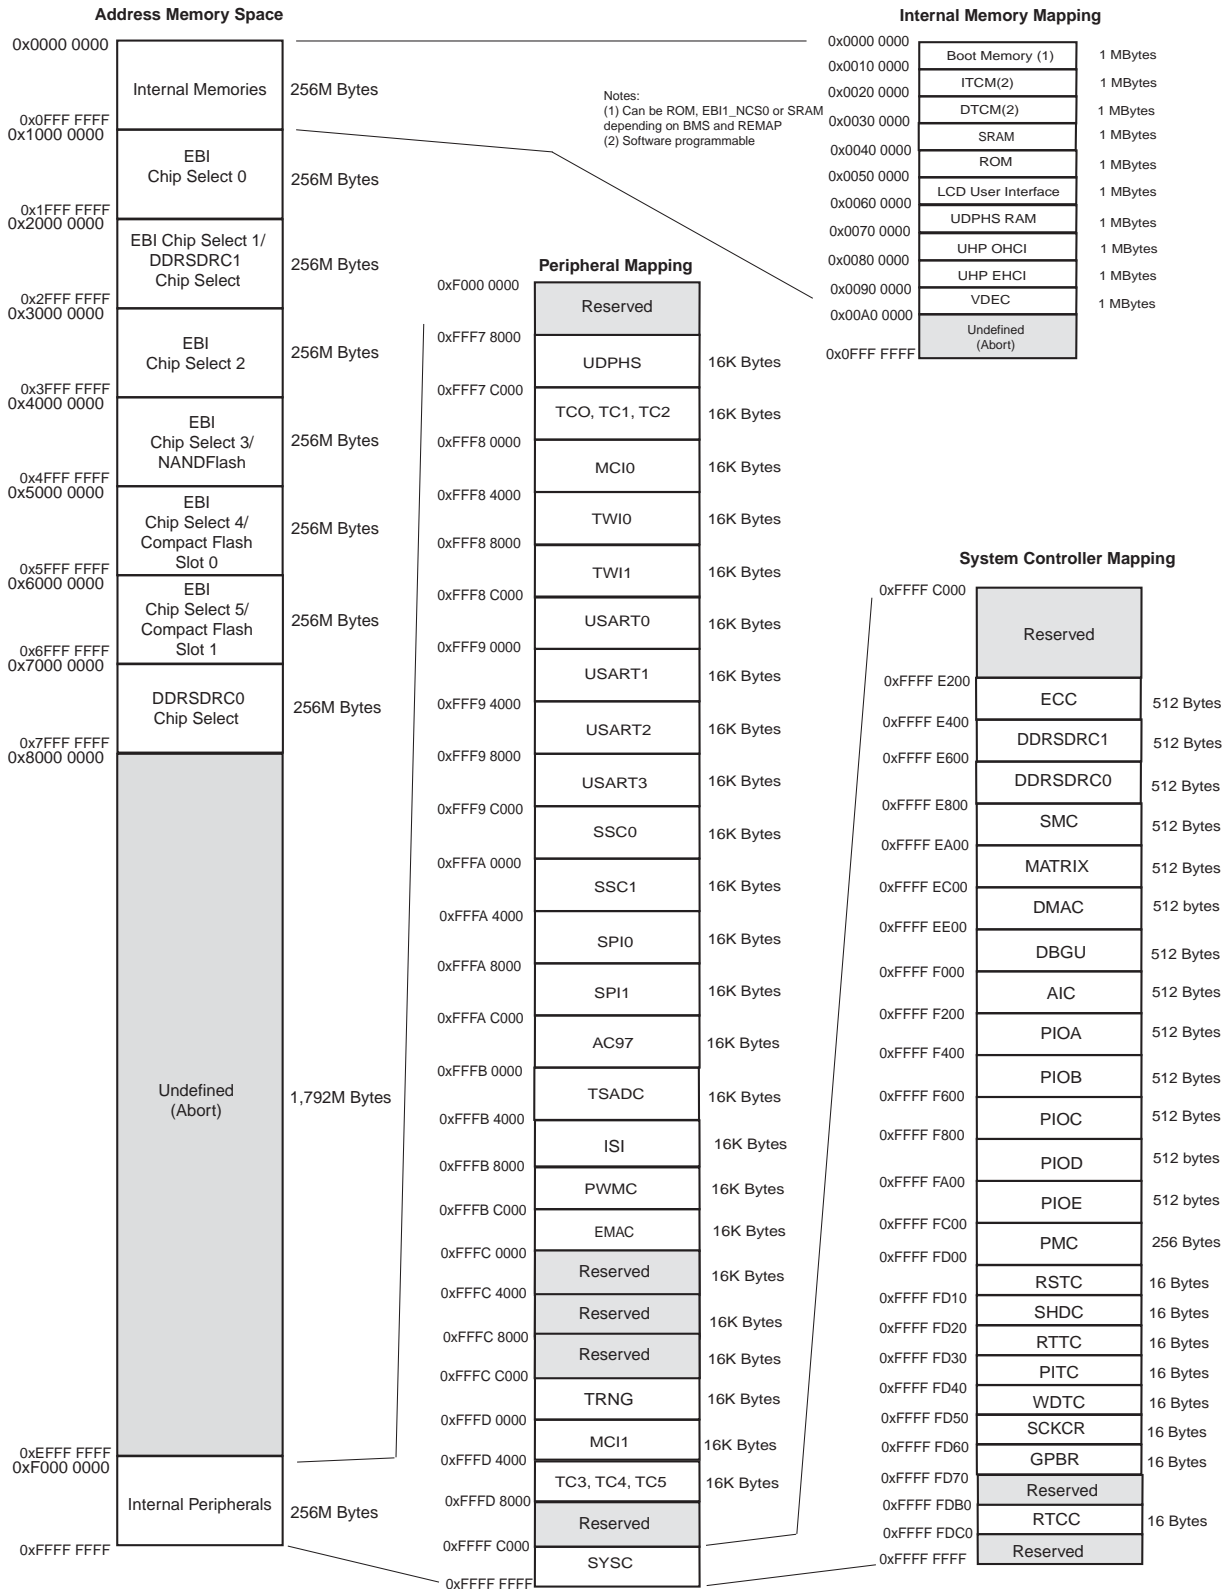 Address Memory Space
0x0000 0000
Internal Memories
256M Bytes
0x0FFF FFFF
0x1000 0000
EBI
Chip Select 0
256M Bytes
0x1FFF FFFF
0x2000 0000
EBI Chip Select 1/
DDRSDRC1
Chip Select
256M Bytes
0x2FFF FFFF
0x3000 0000
EBI
Chip Select 2
256M Bytes
0x3FFF FFFF
0x4000 0000
EBI
Chip Select 3/
NANDFlash
256M Bytes
0x4FFF FFFF
0x5000 0000
EBI
Chip Select 4/
Compact Flash
Slot 0
256M Bytes
0x5FFF FFFF
0x6000 0000
EBI
Chip Select 5/
Compact Flash
Slot 1
256M Bytes
0x6FFF FFFF
0x7000 0000
DDRSDRC0
Chip Select
256M Bytes
0x7FFF FFFF
0x8000 0000
Undefined
(Abort)
1,792M Bytes
0xEFFF FFFF
0xF000 0000
Internal Peripherals
256M Bytes
0xFFFF FFFF
Internal Memory Mapping
Notes:
(1) Can be ROM, EBI1_NCS0 or SRAM
depending on BMS and REMAP
(2) Software programmable
0x0000 0000
Boot Memory (1)
1 MBytes
0x0010 0000
ITCM(2)
1 MBytes
0x0020 0000
DTCM(2)
1 MBytes
0x0030 0000
SRAM
1 MBytes
0x0040 0000
ROM
1 MBytes
0x0050 0000
LCD User Interface
1 MBytes
0x0060 0000
UDPHS RAM
1 MBytes
0x0070 0000
UHP OHCI
1 MBytes
0x0080 0000
UHP EHCI
1 MBytes
0x0090 0000
VDEC
1 MBytes
0x00A0 0000
Undefined
(Abort)
0x0FFF FFFF
Peripheral Mapping
0xF000 0000
Reserved
0xFFF7 8000
UDPHS
16K Bytes
0xFFF7 C000
TCO, TC1, TC2
16K Bytes
0xFFF8 0000
MCI0
16K Bytes
0xFFF8 4000
TWI0
16K Bytes
0xFFF8 8000
TWI1
16K Bytes
0xFFF8 C000
USART0
16K Bytes
0xFFF9 0000
USART1
16K Bytes
0xFFF9 4000
USART2
16K Bytes
0xFFF9 8000
USART3
16K Bytes
0xFFF9 C000
SSC0
16K Bytes
0xFFFA 0000
SSC1
16K Bytes
0xFFFA 4000
SPI0
16K Bytes
0xFFFA 8000
SPI1
16K Bytes
0xFFFA C000
AC97
16K Bytes
0xFFFB 0000
TSADC
16K Bytes
0xFFFB 4000
ISI
16K Bytes
0xFFFB 8000
PWMC
16K Bytes
0xFFFB C000
EMAC
16K Bytes
0xFFFC 0000
Reserved
16K Bytes
0xFFFC 4000
Reserved
16K Bytes
0xFFFC 8000
Reserved
16K Bytes
0xFFFC C000
TRNG
16K Bytes
0xFFFD 0000
MCI1
16K Bytes
0xFFFD 4000
TC3, TC4, TC5
16K Bytes
0xFFFD 8000
Reserved
0xFFFF C000
SYSC
0xFFFF FFFF
System Controller Mapping
0xFFFF C000
Reserved
0xFFFF E200
ECC
512 Bytes
0xFFFF E400
DDRSDRC1
512 Bytes
0xFFFF E600
DDRSDRC0
512 Bytes
0xFFFF E800
SMC
512 Bytes
0xFFFF EA00
MATRIX
512 Bytes
0xFFFF EC00
DMAC
512 bytes
0xFFFF EE00
DBGU
512 Bytes
0xFFFF F000
AIC
512 Bytes
0xFFFF F200
PIOA
512 Bytes
0xFFFF F400
PIOB
512 Bytes
0xFFFF F600
PIOC
512 Bytes
0xFFFF F800
PIOD
512 bytes
0xFFFF FA00
PIOE
512 bytes
0xFFFF FC00
PMC
256 Bytes
0xFFFF FD00
RSTC
16 Bytes
0xFFFF FD10
SHDC
16 Bytes
0xFFFF FD20
RTTC
16 Bytes
0xFFFF FD30
PITC
16 Bytes
0xFFFF FD40
WDTC
16 Bytes
0xFFFF FD50
SCKCR
16 Bytes
0xFFFF FD60
GPBR
16 Bytes
0xFFFF FD70
Reserved
0xFFFF FDB0
RTCC
16 Bytes
0xFFFF FDC0
Reserved
0xFFFF FFFF